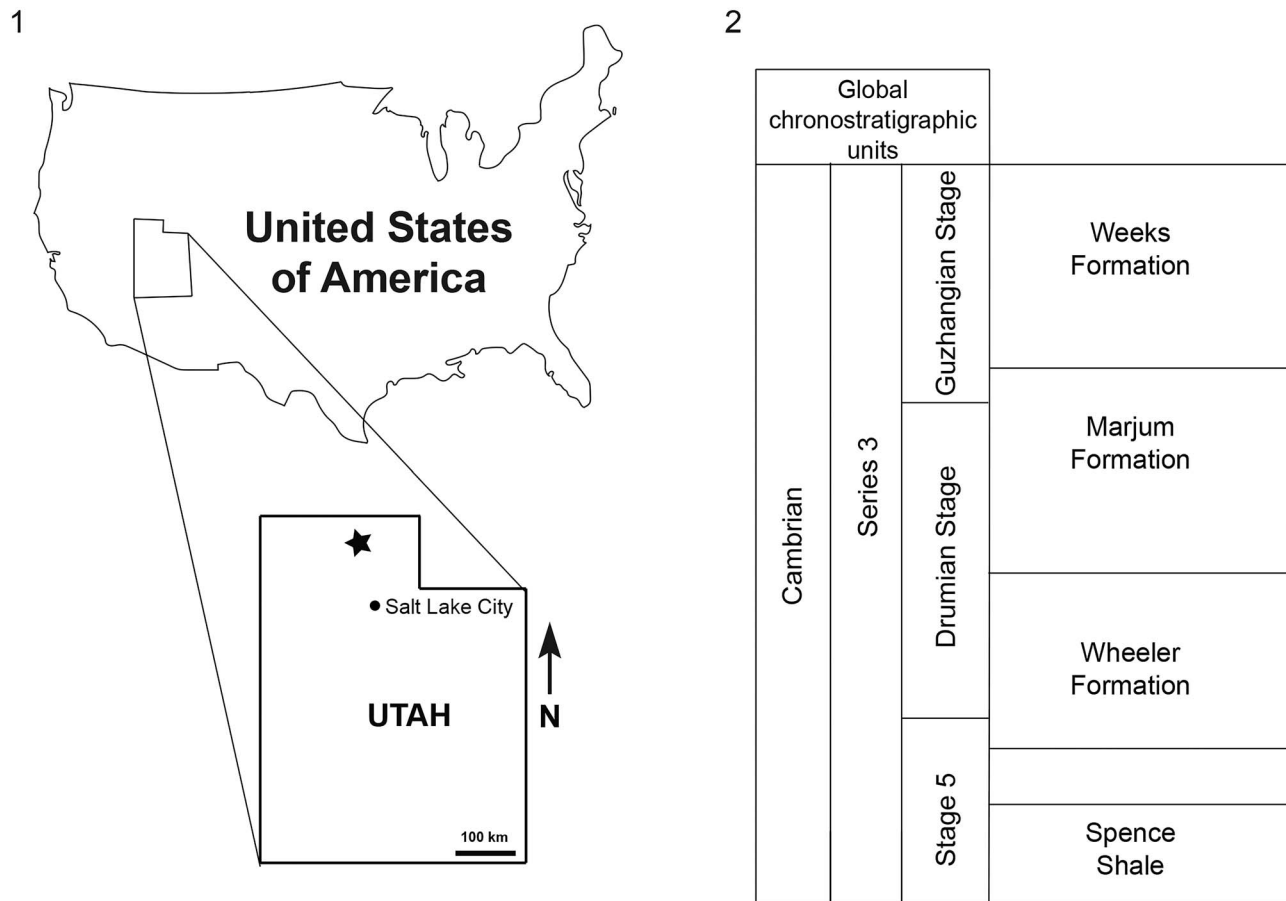 1
United States
of America
Salt Lake City
UTAH
N
100 km
2
Global
chronostratigraphic
units
Cambrian
Series 3
Guzhangian Stage
Drumian Stage
Stage 5
Weeks
Formation
Marjum
Formation
Wheeler
Formation
Spence
Shale